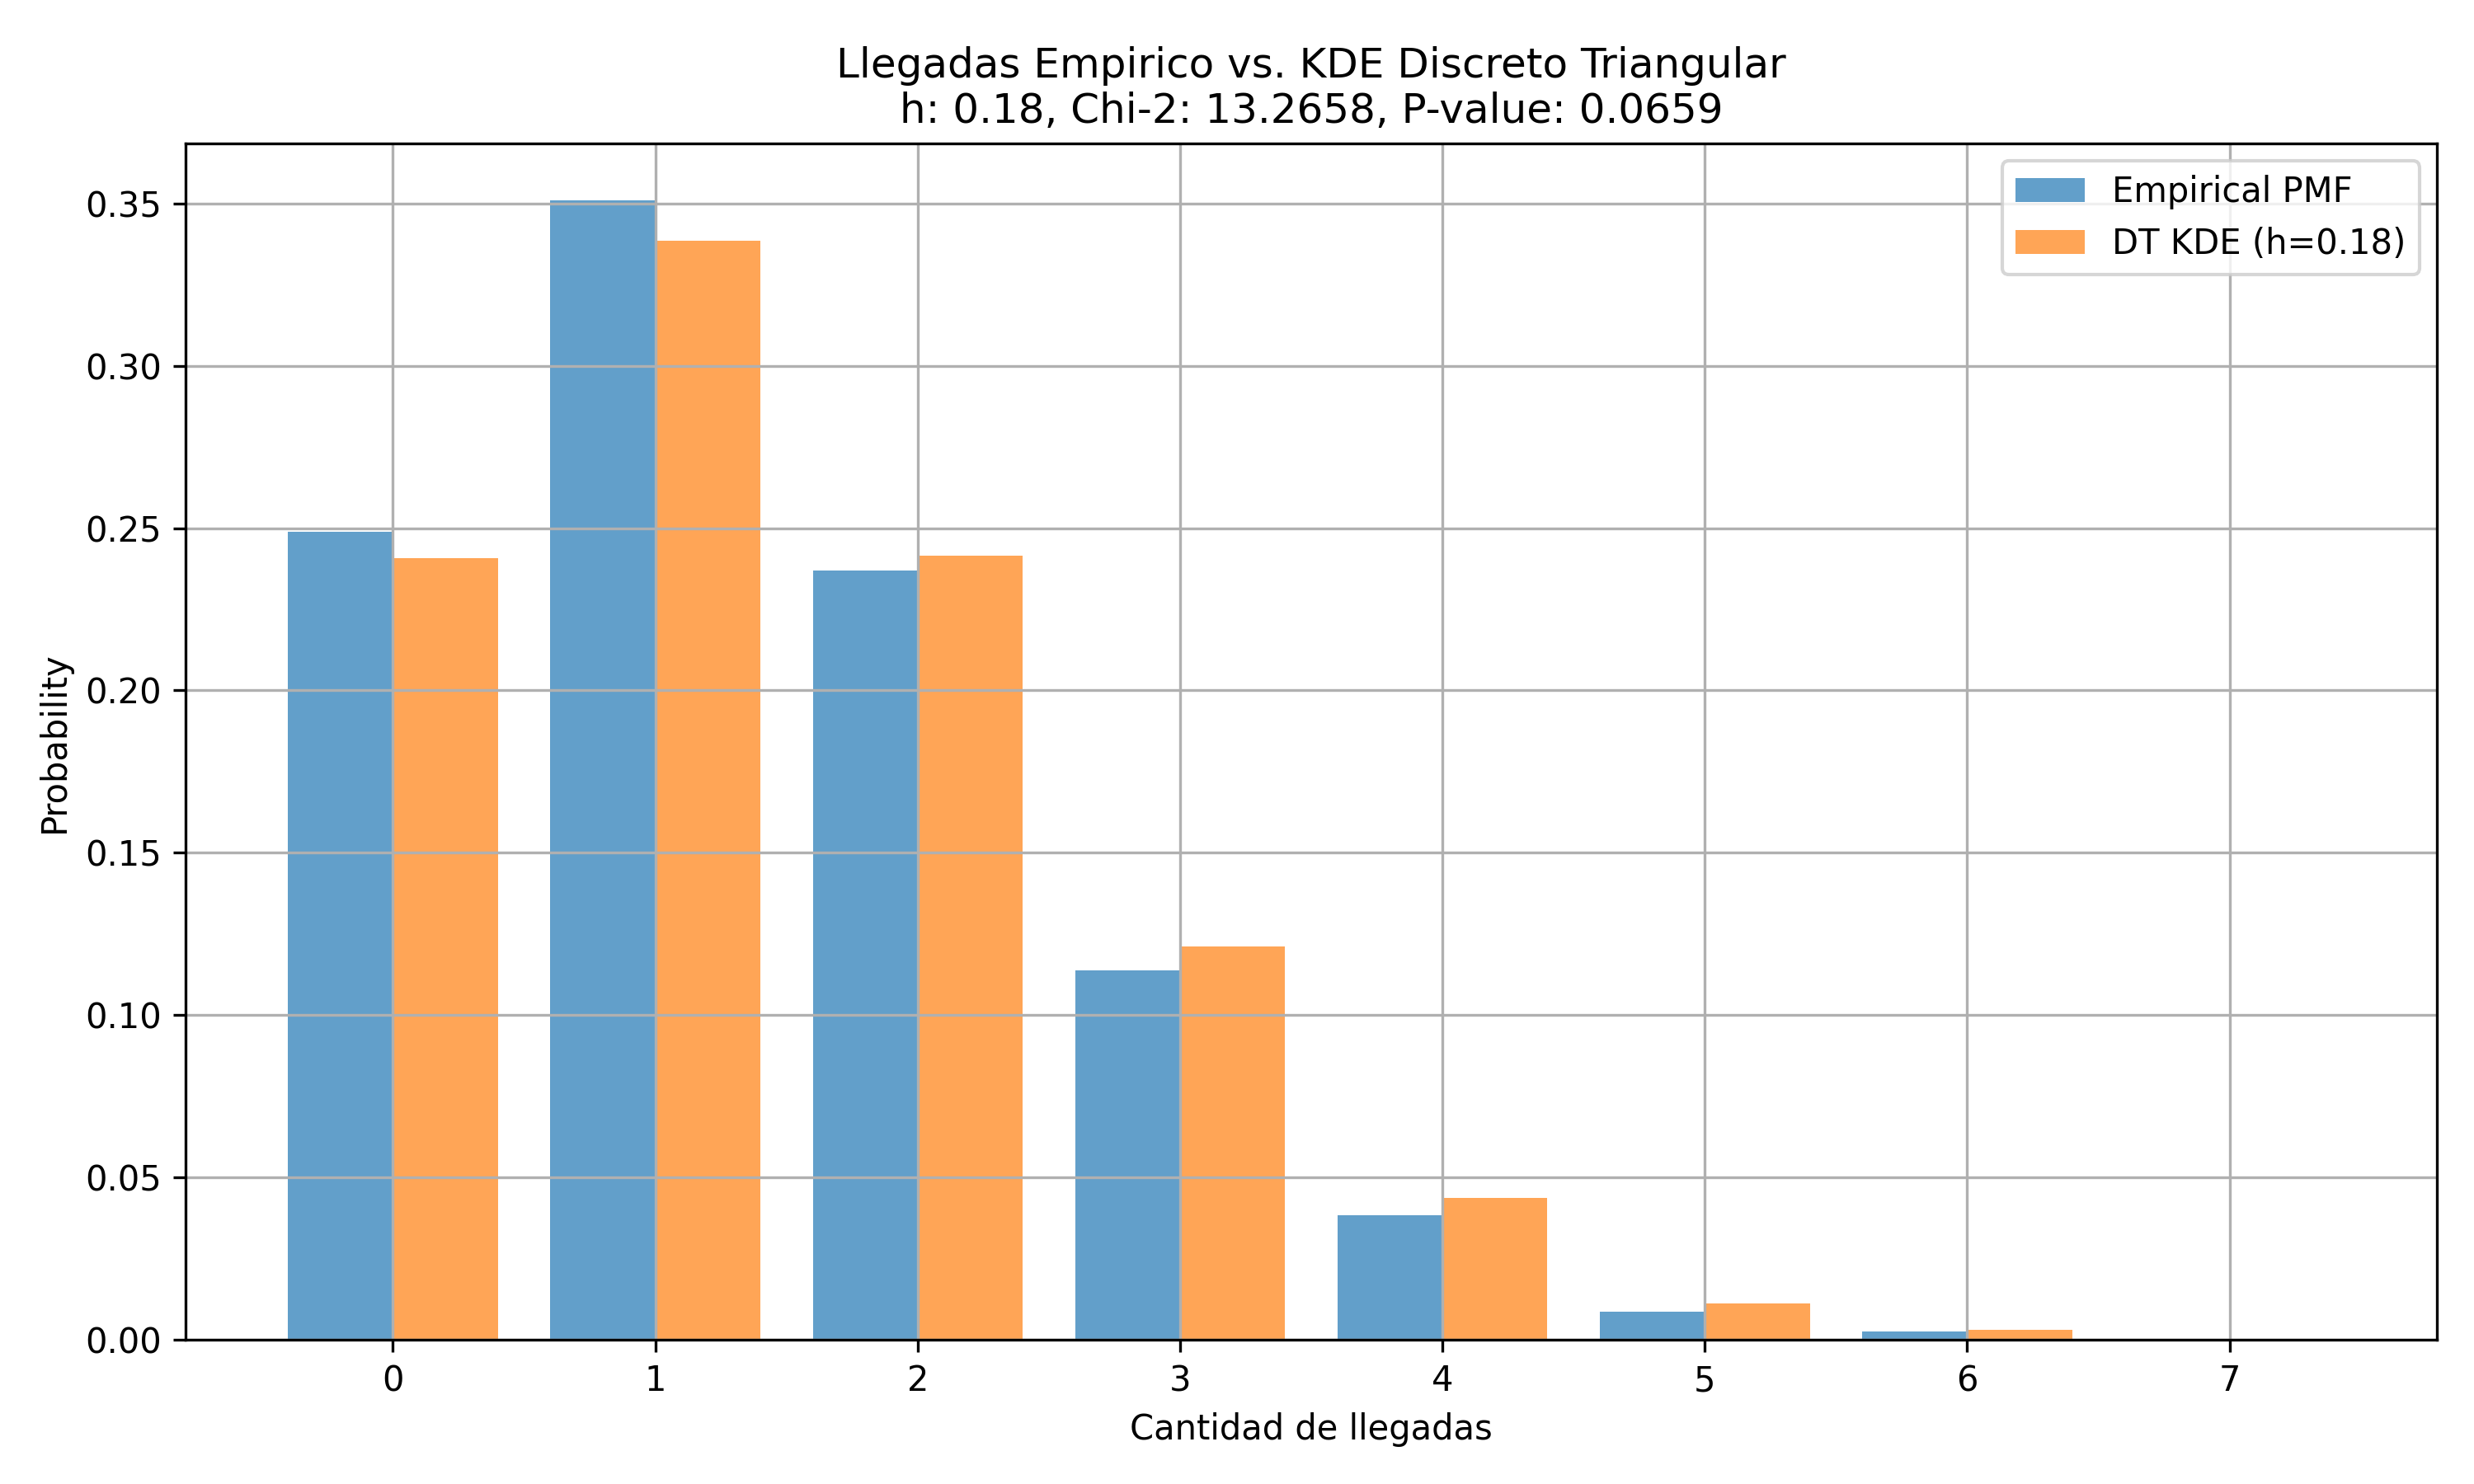 Llegadas Empirico vs. KDE Discreto Triangular
h: 0.18, Chi-2: 13.2658, P-value: 0.0659
Empirical PMF
DT KDE (h=0.18)
Probability
0.35
0.30
0.25
0.20
0.15
0.10
0.05
0.00
0 1 2 3 4 5 6 7
Cantidad de llegadas